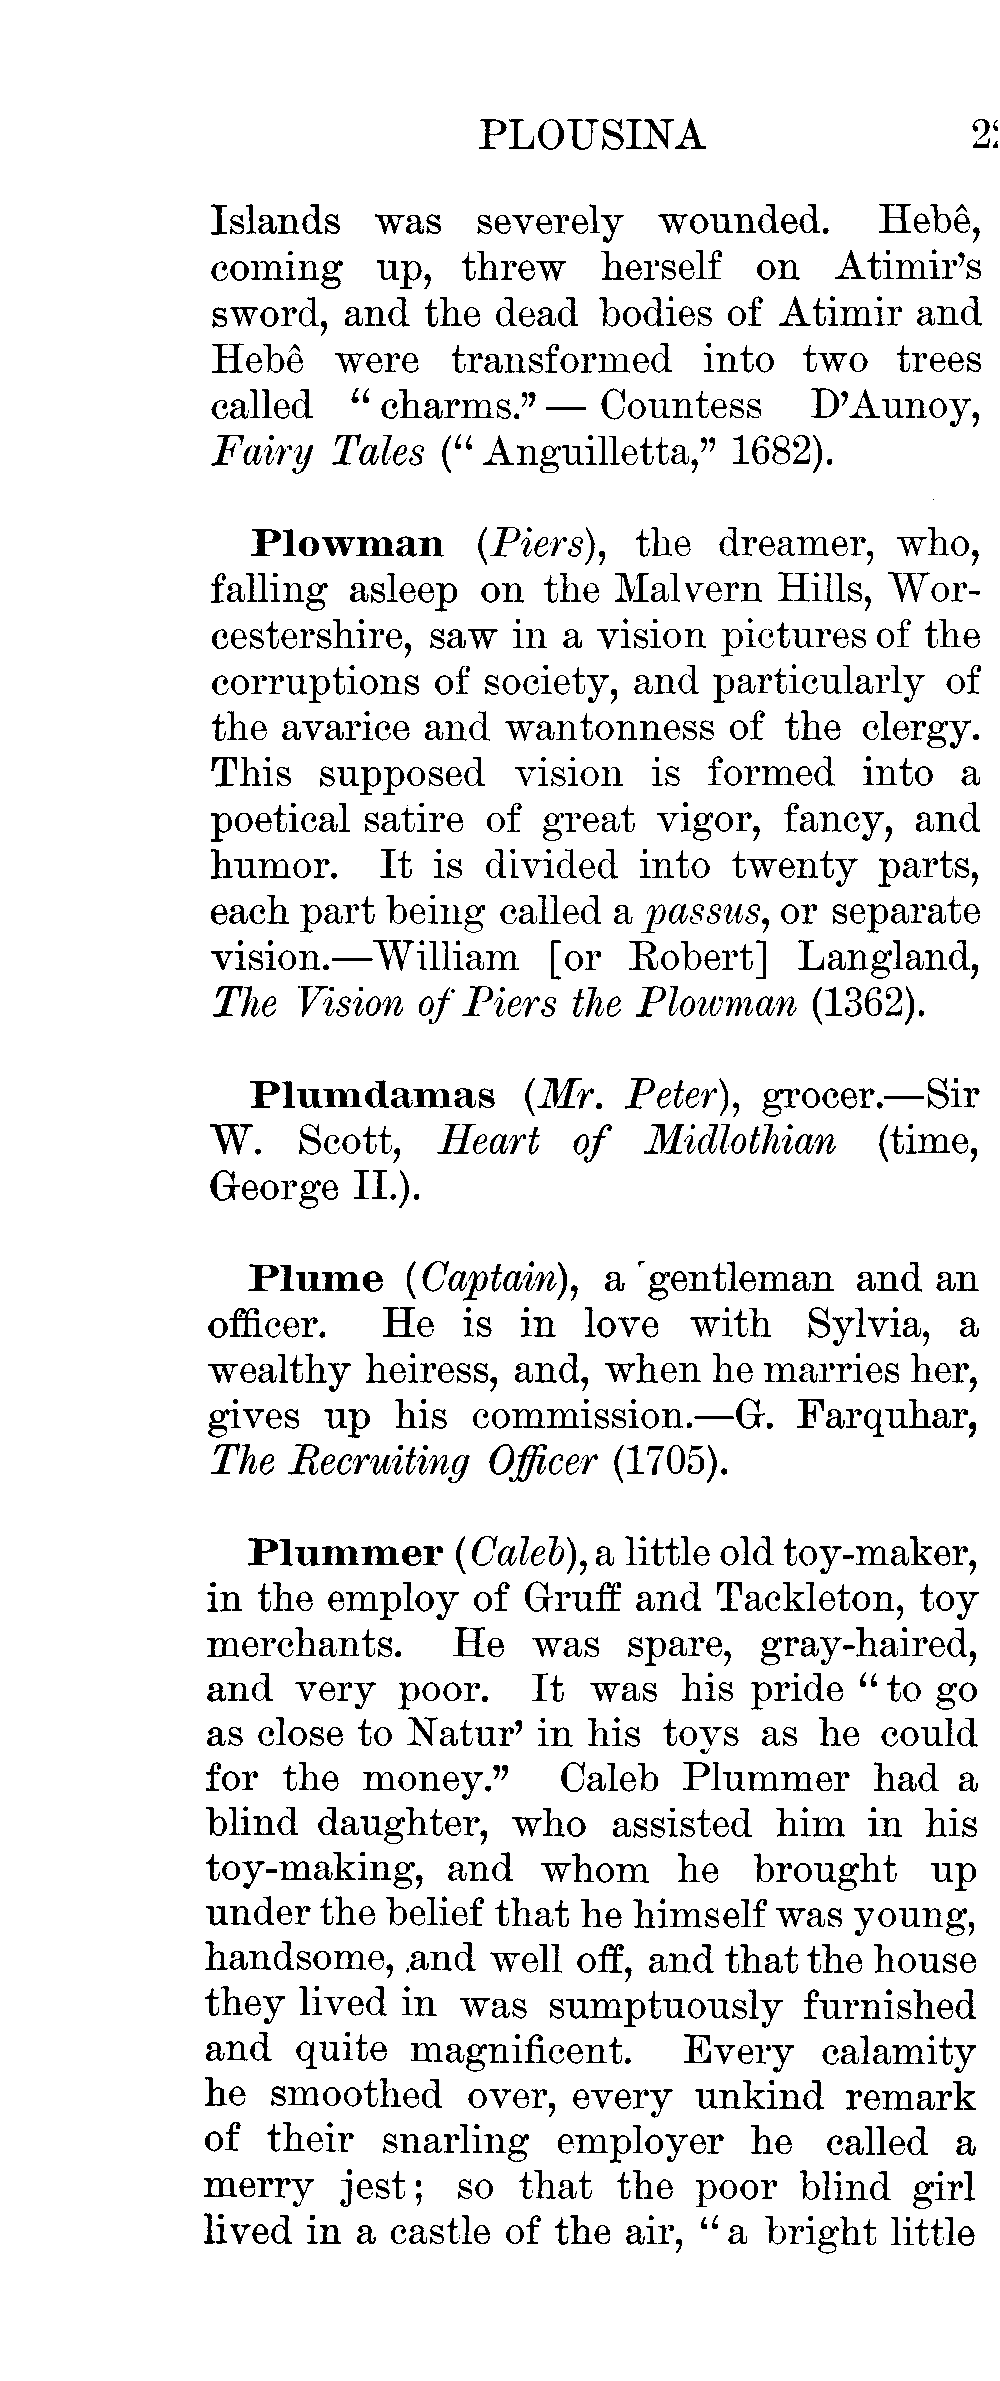 PLOUSINA
Islands was severely wounded. Hebê,
coming up, threw herself on Atimir's
sword, and the dead bodies of Atimir and
Hebê were transformed into two trees
called “charms.”— Countess D'Aunoy,
Fairy Tales (“Anguilletta,” 1682).
Plowman (Piers), the dreamer, who,
falling asleep on the Malvern Hills, Wor-
cestershire, saw in a vision pictures of the
corruptions of society, and particularly of
the avarice and wantonness of the clergy.
This supposed vision is formed into a
poetical satire of great vigor, fancy, and
humor. It is divided into twenty parts,
each part being called a passus, or separate
vision.—William [or Robert] Langland,
The Vision of Piers the Plowman (1362).
Plumdamas (Mr. Peter), grocer.—Sir
W. Scott, Heart of Midlothian (time,
George II.).
Plume (Captain), a gentleman and an
officer. He is in love with Sylvia, a
wealthy heiress, and, when he marries her,
gives up his commission.—G. Farquhar,
The Recruiting Officer (1705).
Plummer (Caleb), a little old toy-maker,
in the employ of Gruff and Tackleton, toy
merchants. He was spare, gray-haired,
and very poor. It was his pride “to go
as close to Natur' in his toys as he could
for the money.” Caleb Plummer had a
blind daughter, who assisted him in his
toy-making, and whom he brought up
under the belief that he himself was young,
handsome, and well off, and that the house
they lived in was sumptuously furnished
and quite magnificent. Every calamity
he smoothed over, every unkind remark
of their snarling employer he called a
merry jest; so that the poor blind girl
lived in a castle of the air, “a bright little